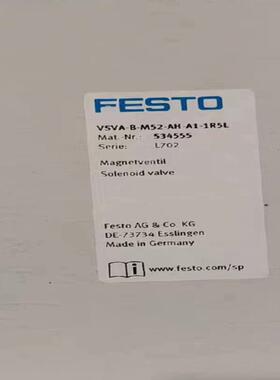 FESTO
VSVA-B-M52-AH-A1-1R5L
Mat.-Nr.: 534555
Serie: L702
Magnetventil
Solenoid valve
Festo AG & Co. KG
DE-73734 Esslingen
Made in Germany
www.festo.com/sp